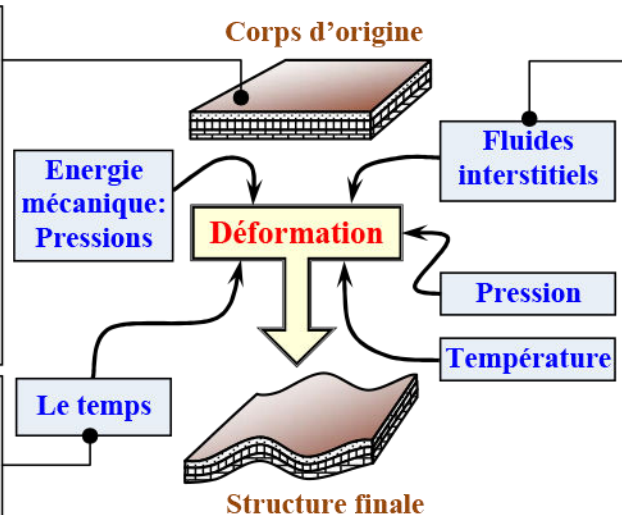 Corps d’origine
Energie
mécanique:
Pressions
Fluides
interstitiels
Déformation
Pression
Température
Le temps
Structure finale